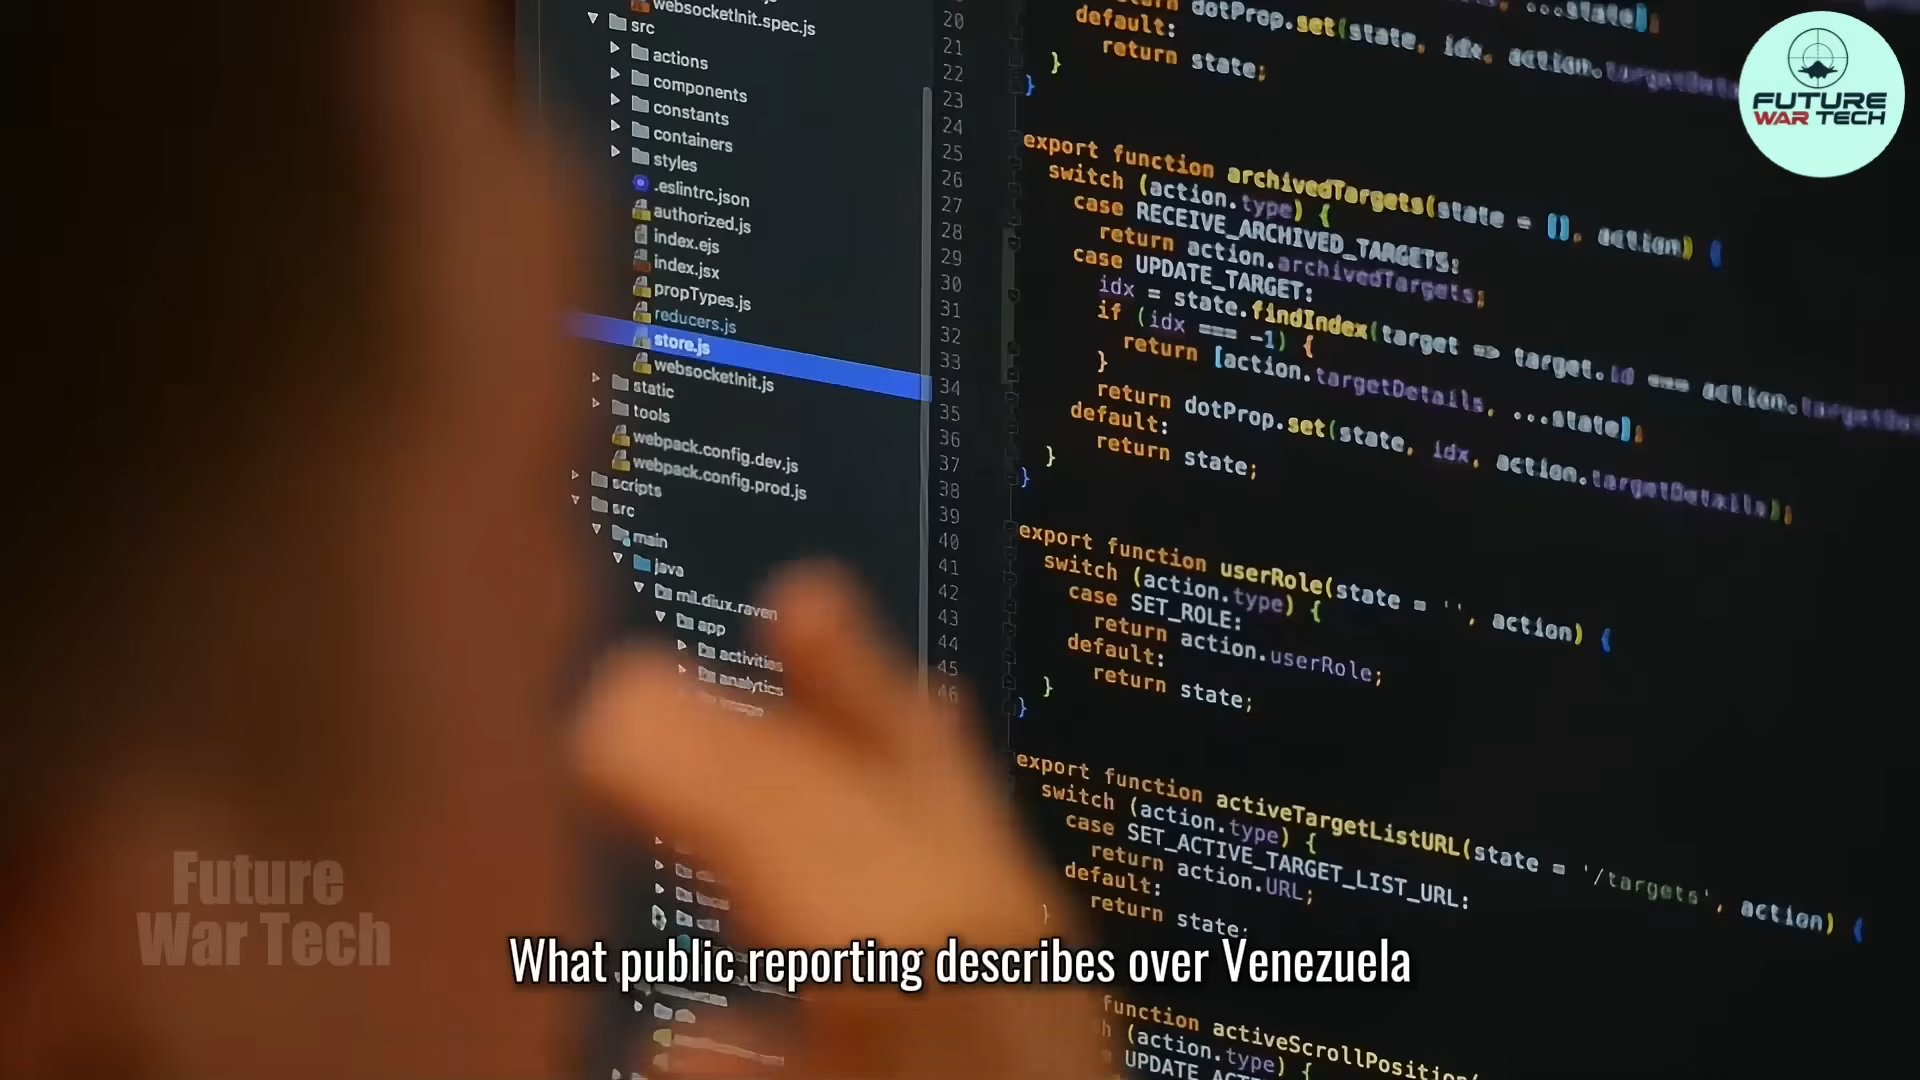 websocketInit.spec.js
src
actions
components
constants
containers
styles
.eslintrc.json
authorized.js
index.ejs
index.jsx
propTypes.js
reducers.js
store.js
websocketInit.js
static
tools
webpack.config.dev.js
webpack.config.prod.js
scripts
src
main
java
mil.diux.raven
app
activities
analytics
20
21
22
23
24
25
26
27
28
29
30
31
32
33
34
35
36
37
38
39
40
41
42
43
44
45
46
return dotProp.set(state, idx, action.
default:
return state;
}
}
export function archivedTargets(state = [], action) {
switch (action.type) {
case RECEIVE_ARCHIVED_TARGETS:
return action.archivedTargets;
case UPDATE_TARGET:
idx = state.findIndex(target => target.id === action.
if (idx === -1) {
return [action.targetDetails, ...state];
}
return dotProp.set(state, idx, action.targetDetails);
default:
return state;
}
}
export function userRole(state = '', action) {
switch (action.type) {
case SET_ROLE:
return action.userRole;
default:
return state;
}
}
export function activeTargetListURL(state = '/targets', action) {
switch (action.type) {
case SET_ACTIVE_TARGET_LIST_URL:
return action.URL;
default:
return state;
}
function activeScrollPosition(
(action.type) {
FUTURE
WAR TECH
Future
War Tech
What public reporting describes over Venezuela